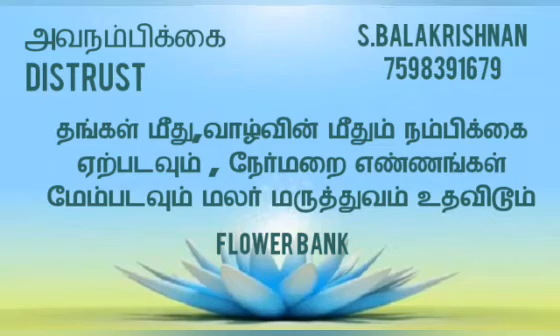 அவநம்பிக்கை
DISTRUST
S.BALAKRISHNAN
7598391679
தங்கள் மீது,வாழ்வின் மீதும் நம்பிக்கை
ஏற்படவும் , நேர்மறை எண்ணங்கள்
மேம்படவும் மலர் மருத்துவம் உதவிடும்
FLOWER BANK